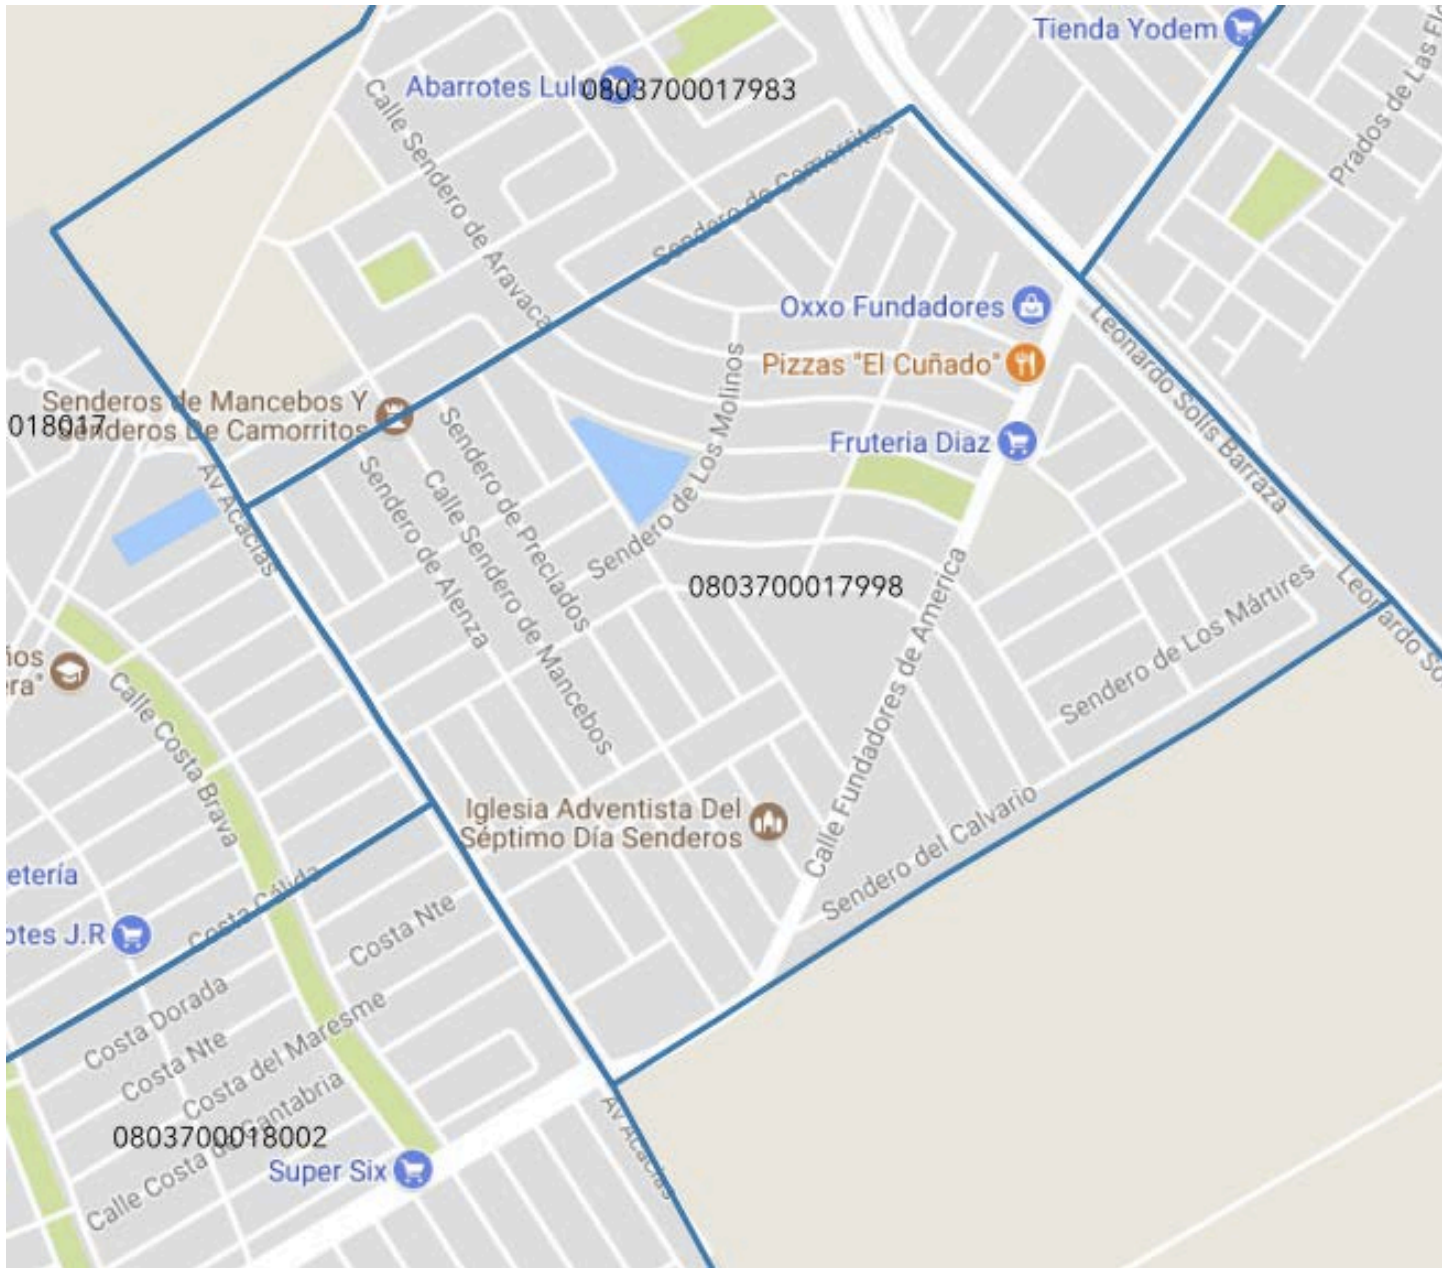 Tienda Yodem
Prados de Las
Abarrotes Lulu
0803700017983
Calle Sendero de Aravaca
Sendero de Camorritos
Oxxo Fundadores
Leonardo Solís Barraza
Pizzas "El Cuñado"
Sendero de Los Molinos
Senderos de Mancebos Y
Senderos De Camorritos
018017
Fruteria Diaz
Av Acacias
Sendero de Preciados
Calle Sendero de Mancebos
Sendero de Alenza
0803700017998
Leonardo So
Sendero de Los Mártires
ños
era"
Calle Costa Brava
Calle Fundadores de America
Iglesia Adventista Del
Séptimo Día Senderos
Sendero del Calvario
etería
Costa Cálida
otes J.R
Costa Nte
Costa Dorada
Costa Nte
Costa del Maresme
Calle Costa de Cantabria
0803700018002
Super Six
Av Acacias